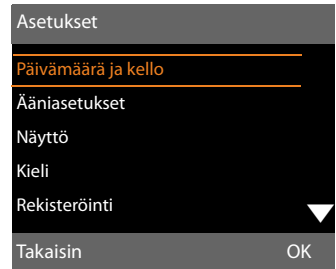 Asetukset
Päivämäärä ja kello
Ääniasetukset
Näyttö
Kieli
Rekisteröinti
Takaisin OK